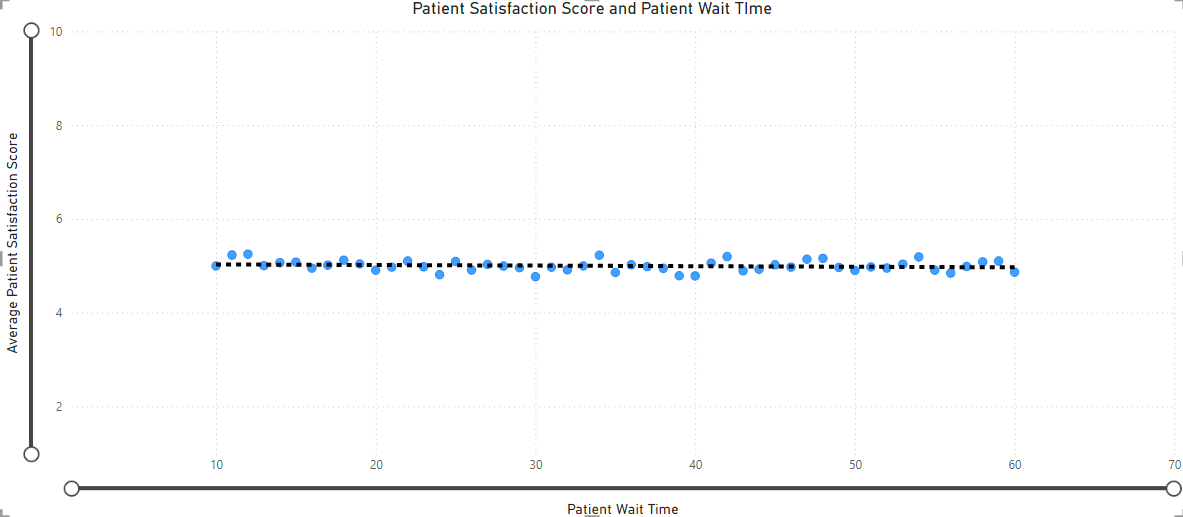 Patient Satisfaction Score and Patient Wait TIme
Average Patient Satisfaction Score
10
8
6
4
2
10 20 30 40 50 60 70
Patient Wait Time